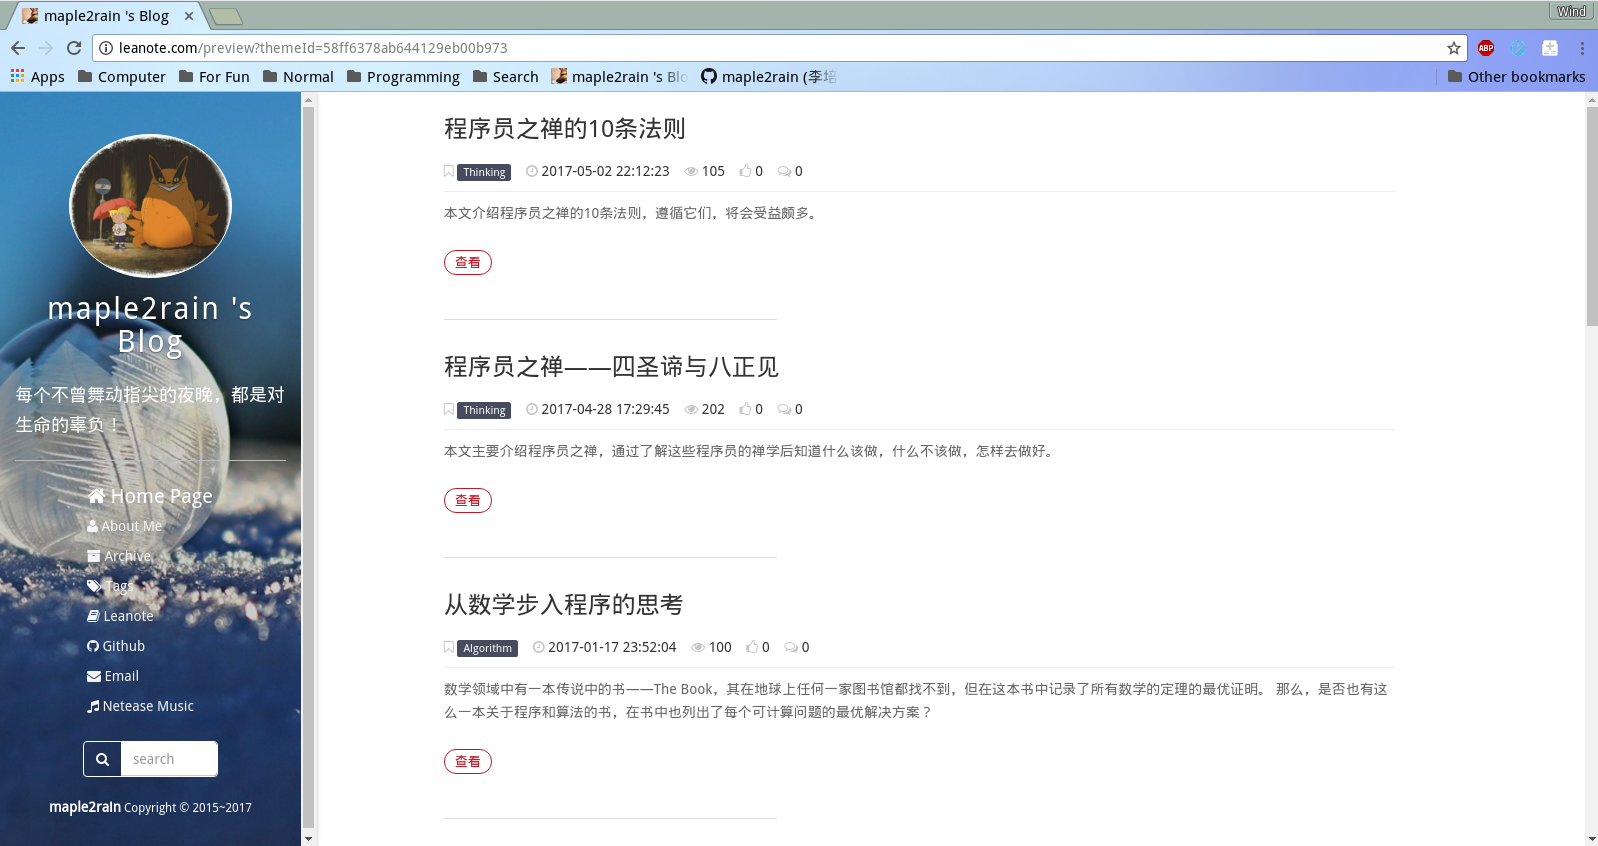 maple2rain 's Blog
Wind
leanote.com/preview?themeId=58ff6378ab644129eb00b973
ABP
Apps Computer For Fun Normal Programming Search maple2rain 's Blo maple2rain (李培 Other bookmarks
maple2rain 's
Blog
每个不曾舞动指尖的夜晚，都是对
生命的辜负！
Home Page
About Me
Archive
Tags
Leanote
Github
Email
Netease Music
search
maple2rain Copyright © 2015~2017
程序员之禅的10条法则
Thinking 2017-05-02 22:12:23 105 0 0
本文介绍程序员之禅的10条法则，遵循它们，将会受益颇多。
查看
程序员之禅——四圣谛与八正见
Thinking 2017-04-28 17:29:45 202 0 0
本文主要介绍程序员之禅，通过了解这些程序员的禅学后知道什么该做，什么不该做，怎样去做好。
查看
从数学步入程序的思考
Algorithm 2017-01-17 23:52:04 100 0 0
数学领域中有一本传说中的书——The Book，其在地球上任何一家图书馆都找不到，但在这本书中记录了所有数学的定理的最优证明。 那么，是否也有这
么一本关于程序和算法的书，在书中也列出了每个可计算问题的最优解决方案？
查看